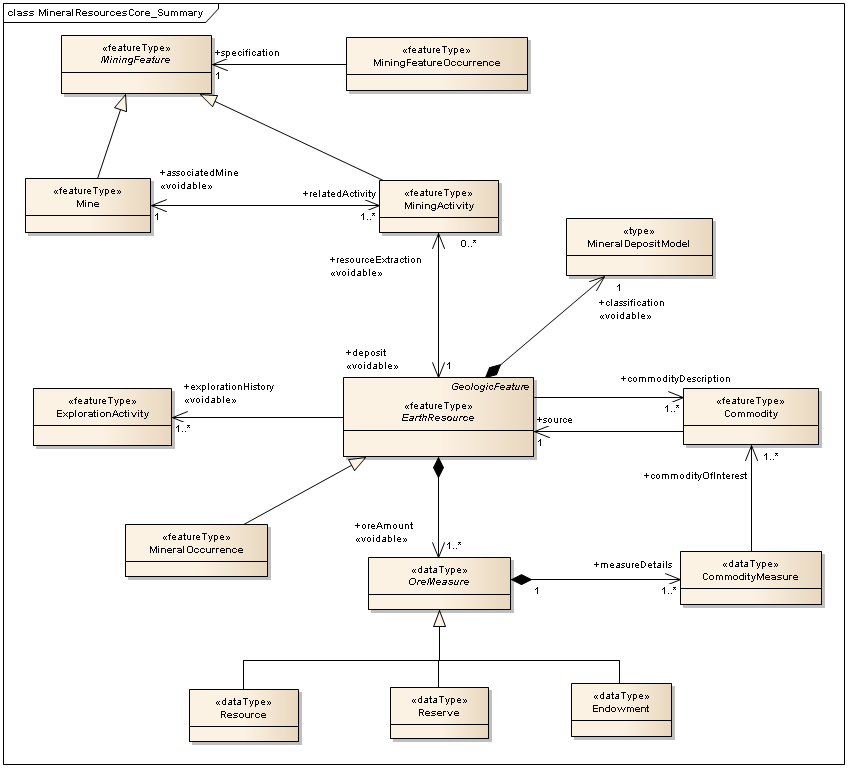 class MineralResourcesCore_Summary
«featureType»
MiningFeature
+specification
1
«featureType»
MiningFeatureOccurrence
«featureType»
Mine
+associatedMine
«voidable»
1
+relatedActivity
1..*
«featureType»
MiningActivity
0..*
+resourceExtraction
«voidable»
«type»
MineralDepositModel
1
+classification
«voidable»
+deposit
«voidable»
1
GeologicFeature
«featureType»
EarthResource
«featureType»
ExplorationActivity
+explorationHistory
«voidable»
1..*
+commodityDescription
1..*
+source
1
«featureType»
Commodity
1..*
+commodityOfInterest
«featureType»
MineralOccurrence
+oreAmount
«voidable»
1..*
«dataType»
OreMeasure
1
+measureDetails
1..*
«dataType»
CommodityMeasure
«dataType»
Resource
«dataType»
Reserve
«dataType»
Endowment